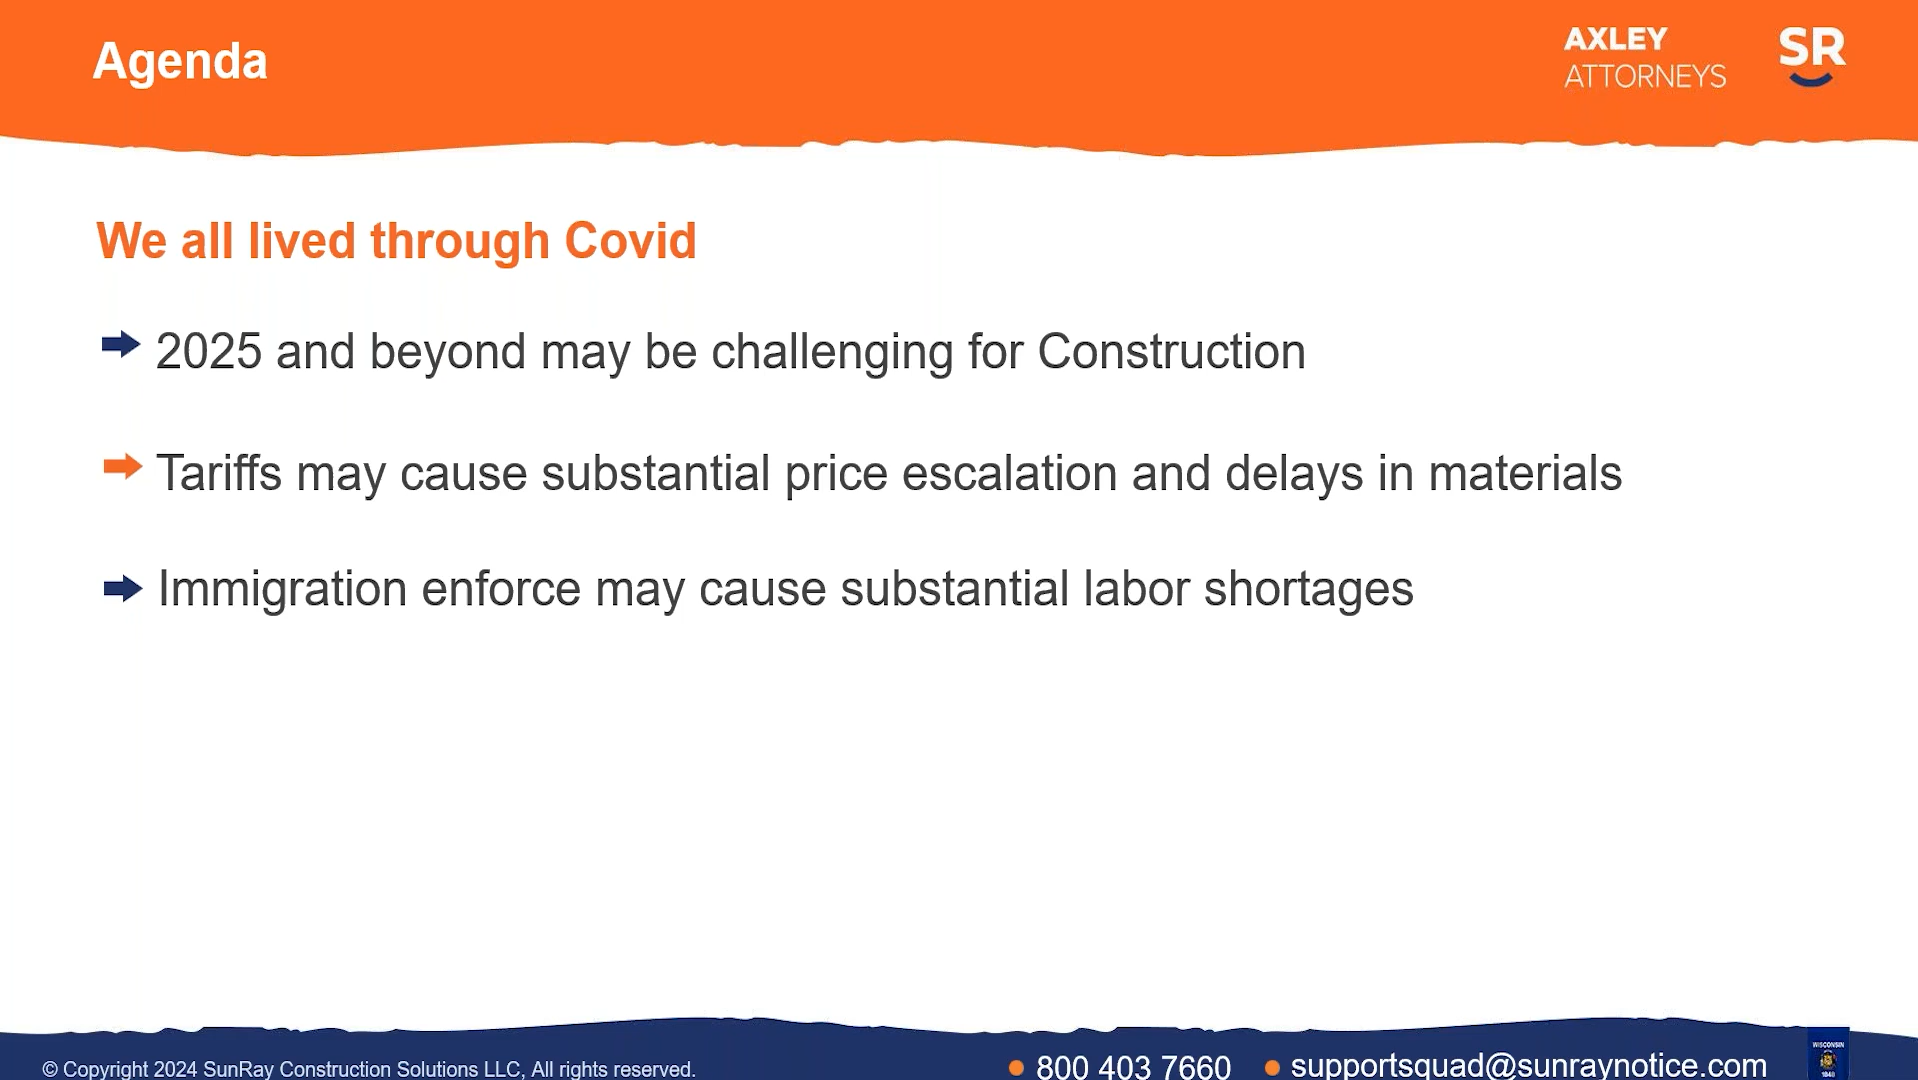 Agenda
AXLEY
ATTORNEYS
SR
We all lived through Covid
2025 and beyond may be challenging for Construction
Tariffs may cause substantial price escalation and delays in materials
Immigration enforce may cause substantial labor shortages
© Copyright 2024 SunRay Construction Solutions LLC, All rights reserved.
800 403 7660
supportsquad@sunraynotice.com
WISCONSIN
1848